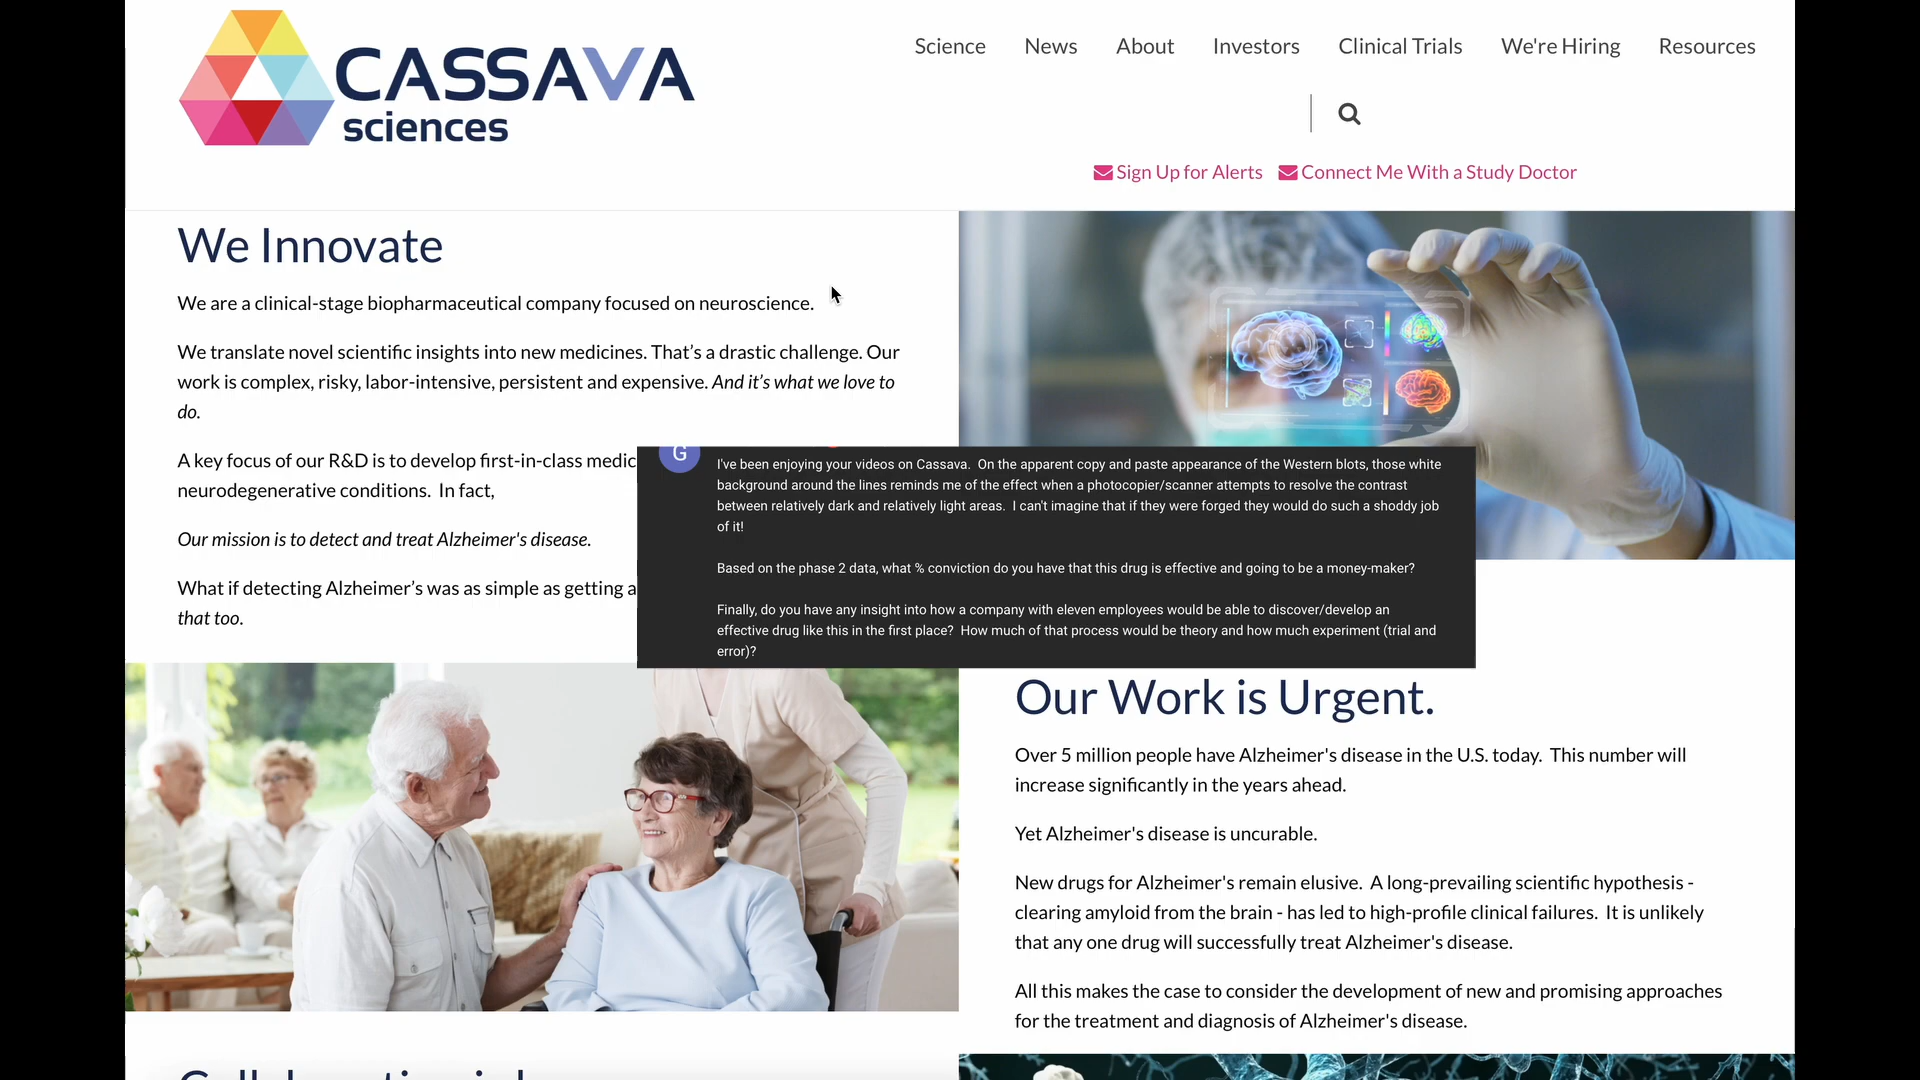 CASSAVA
sciences
Science News About Investors Clinical Trials We're Hiring Resources
Sign Up for Alerts Connect Me With a Study Doctor
We Innovate
We are a clinical-stage biopharmaceutical company focused on neuroscience.
We translate novel scientific insights into new medicines. That’s a drastic challenge. Our
work is complex, risky, labor-intensive, persistent and expensive. And it’s what we love to
do.
A key focus of our R&D is to develop first-in-class medic
neurodegenerative conditions. In fact,
Our mission is to detect and treat Alzheimer's disease.
What if detecting Alzheimer’s was as simple as getting a
that too.
G
I've been enjoying your videos on Cassava. On the apparent copy and paste appearance of the Western blots, those white
background around the lines reminds me of the effect when a photocopier/scanner attempts to resolve the contrast
between relatively dark and relatively light areas. I can't imagine that if they were forged they would do such a shoddy job
of it!
Based on the phase 2 data, what % conviction do you have that this drug is effective and going to be a money-maker?
Finally, do you have any insight into how a company with eleven employees would be able to discover/develop an
effective drug like this in the first place? How much of that process would be theory and how much experiment (trial and
error)?
Our Work is Urgent.
Over 5 million people have Alzheimer's disease in the U.S. today. This number will
increase significantly in the years ahead.
Yet Alzheimer's disease is uncurable.
New drugs for Alzheimer's remain elusive. A long-prevailing scientific hypothesis -
clearing amyloid from the brain - has led to high-profile clinical failures. It is unlikely
that any one drug will successfully treat Alzheimer's disease.
All this makes the case to consider the development of new and promising approaches
for the treatment and diagnosis of Alzheimer's disease.